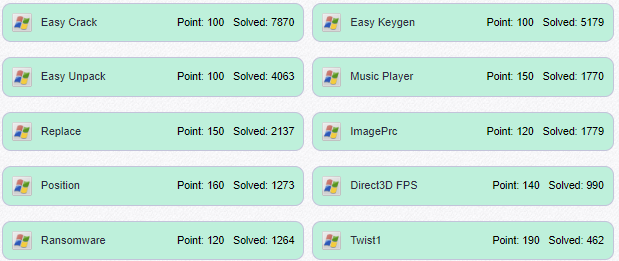 Easy Crack Point: 100 Solved: 7870
Easy Keygen Point: 100 Solved: 5179
Easy Unpack Point: 100 Solved: 4063
Music Player Point: 150 Solved: 1770
Replace Point: 150 Solved: 2137
ImagePrc Point: 120 Solved: 1779
Position Point: 160 Solved: 1273
Direct3D FPS Point: 140 Solved: 990
Ransomware Point: 120 Solved: 1264
Twist1 Point: 190 Solved: 462